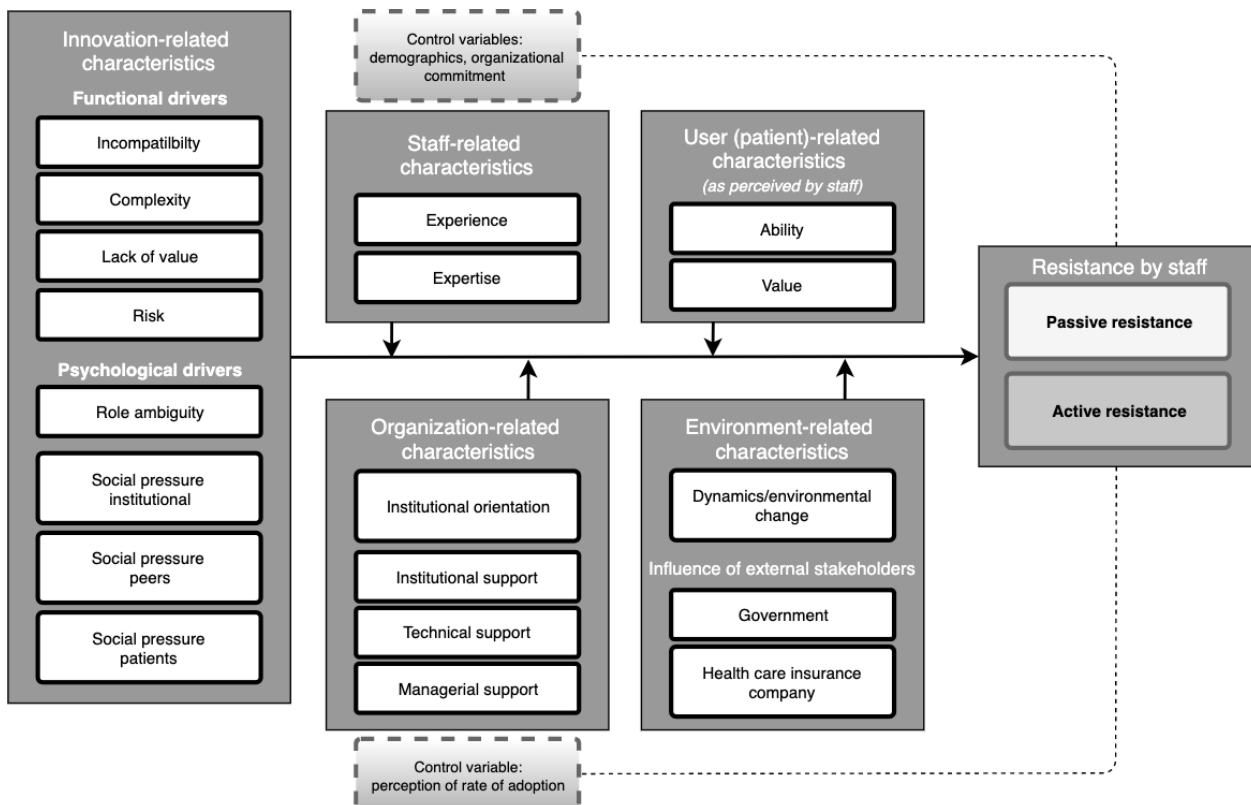 Innovation-related
characteristics
Functional drivers
Incompatilbilty
Complexity
Lack of value
Risk
Psychological drivers
Role ambiguity
Social pressure
institutional
Social pressure
peers
Social pressure
patients
Control variables:
demographics, organizational
commitment
Staff-related
characteristics
Experience
Expertise
User (patient)-related
characteristics
(as perceived by staff)
Ability
Value
Organization-related
characteristics
Institutional orientation
Institutional support
Technical support
Managerial support
Environment-related
characteristics
Dynamics/environmental
change
Influence of external stakeholders
Government
Health care insurance
company
Control variable:
perception of rate of adoption
Resistance by staff
Passive resistance
Active resistance